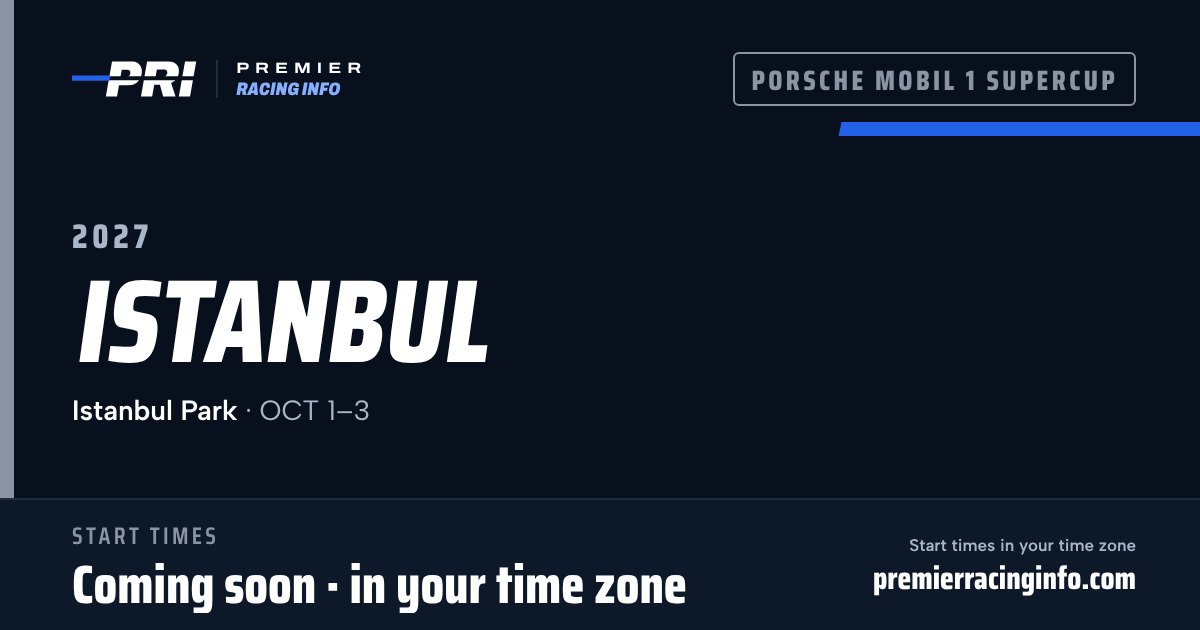 PRI
PREMIER
RACING INFO
PORSCHE MOBIL 1 SUPERCUP
2027
ISTANBUL
Istanbul Park · OCT 1–3
START TIMES
Coming soon · in your time zone
Start times in your time zone
premierracinginfo.com